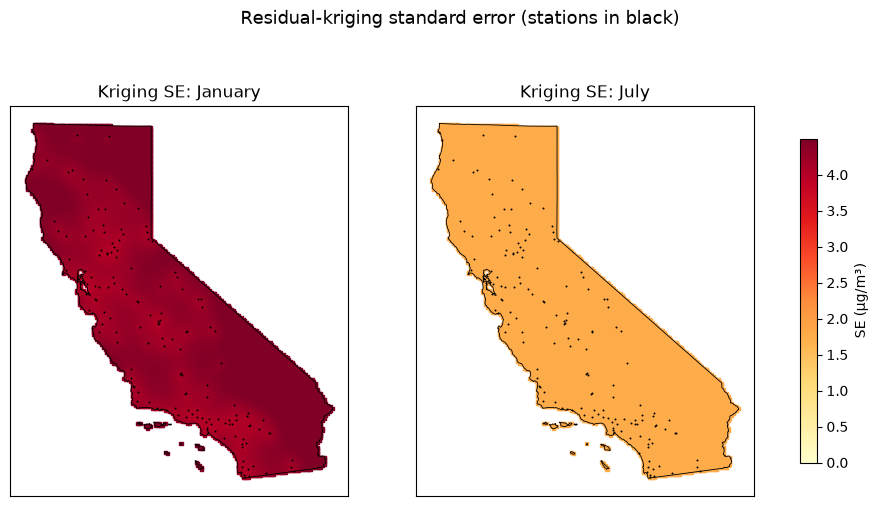 Residual-kriging standard error (stations in black)
Kriging SE: January
Kriging SE: July
4.0
3.5
3.0
2.5
2.0
1.5
1.0
0.5
0.0
SE (µg/m³)